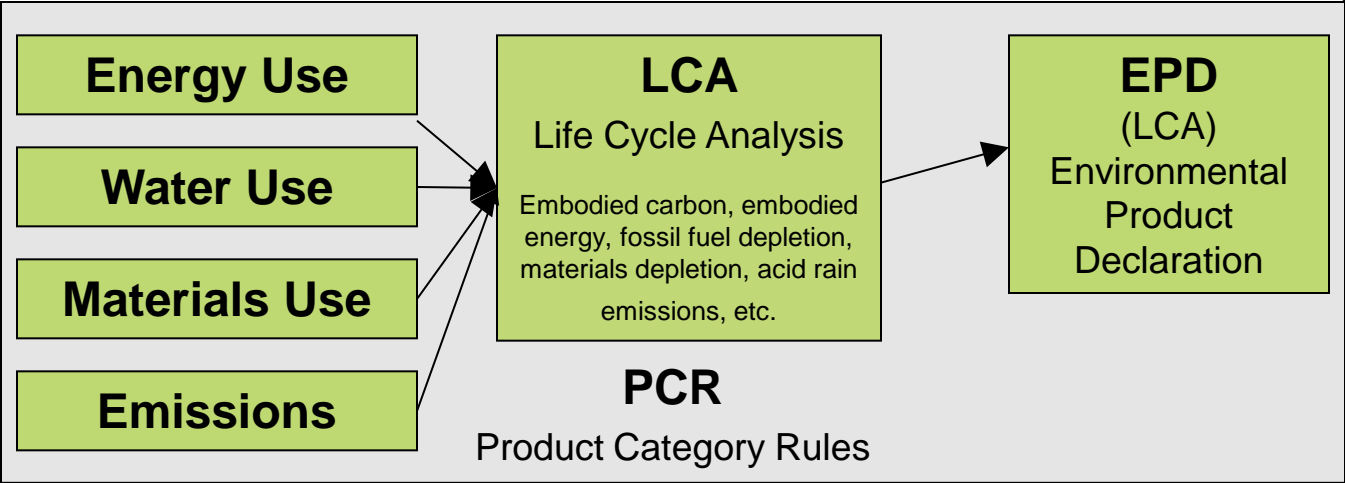 Energy Use
Water Use
Materials Use
Emissions
LCA
Life Cycle Analysis
Embodied carbon, embodied
energy, fossil fuel depletion,
materials depletion, acid rain
emissions, etc.
PCR
Product Category Rules
EPD
(LCA)
Environmental
Product
Declaration